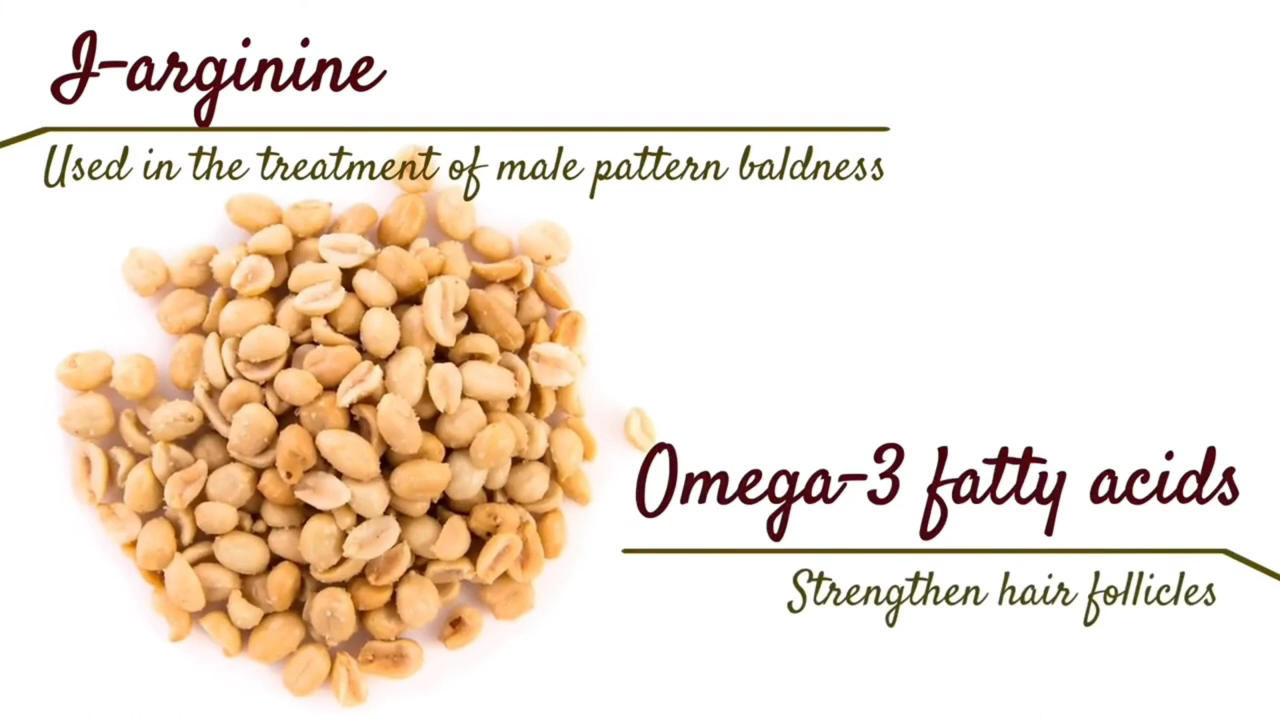 J-arginine
Used in the treatment of male pattern baldness
Omega-3 fatty acids
Strengthen hair follicles